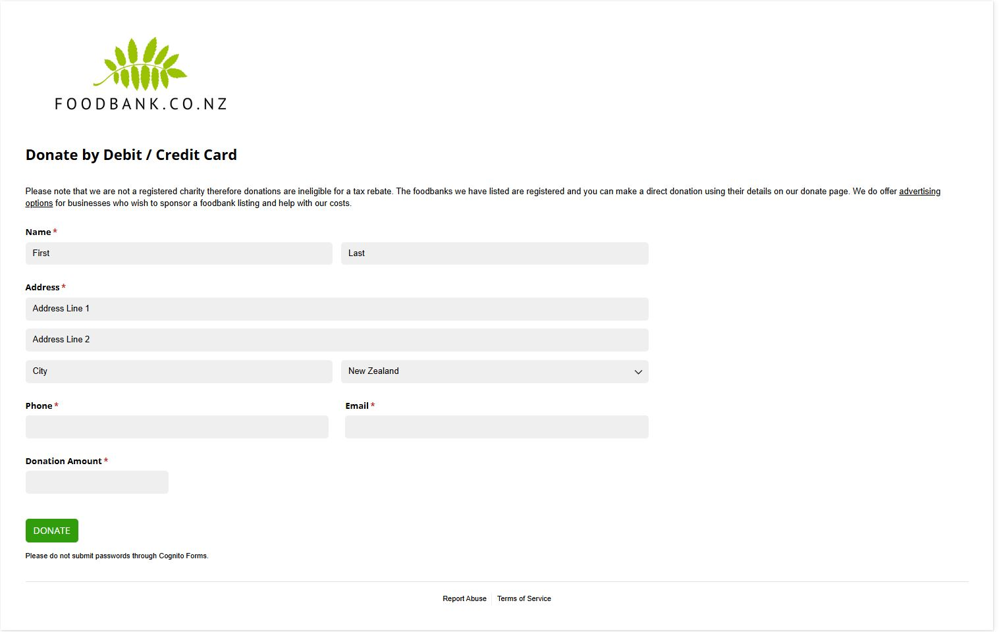 FOODBANK.CO.NZ
Donate by Debit / Credit Card
Please note that we are not a registered charity therefore donations are ineligible for a tax rebate. The foodbanks we have listed are registered and you can make a direct donation using their details on our donate page. We do offer advertising
options for businesses who wish to sponsor a foodbank listing and help with our costs.
Name *
First Last
Address *
Address Line 1
Address Line 2
City New Zealand
Phone * Email *
Donation Amount *
DONATE
Please do not submit passwords through Cognito Forms.
Report Abuse Terms of Service